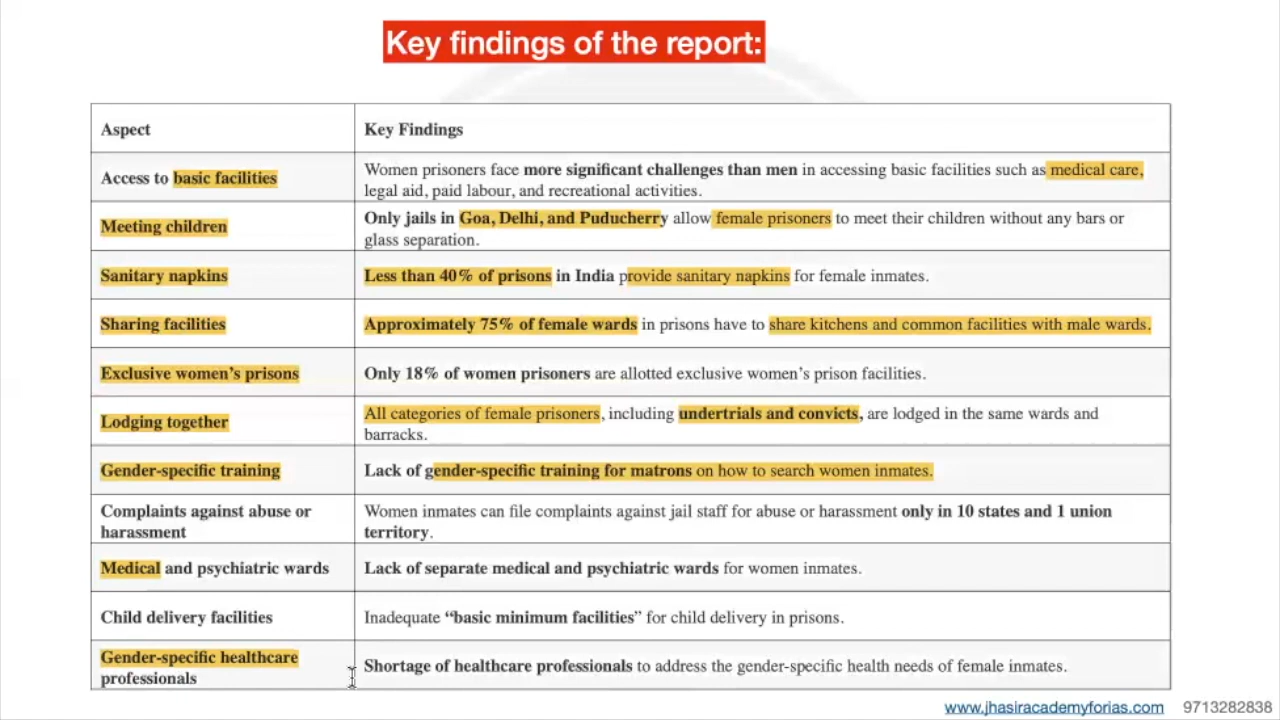 Key findings of the report:
Aspect
Key Findings
Access to basic facilities
Women prisoners face more significant challenges than men in accessing basic facilities such as medical care,
legal aid, paid labour, and recreational activities.
Meeting children
Only jails in Goa, Delhi, and Puducherry allow female prisoners to meet their children without any bars or
glass separation.
Sanitary napkins
Less than 40% of prisons in India provide sanitary napkins for female inmates.
Sharing facilities
Approximately 75% of female wards in prisons have to share kitchens and common facilities with male wards.
Exclusive women's prisons
Only 18% of women prisoners are allotted exclusive women's prison facilities.
Lodging together
All categories of female prisoners, including undertrials and convicts, are lodged in the same wards and
barracks.
Gender-specific training
Lack of gender-specific training for matrons on how to search women inmates.
Complaints against abuse or
harassment
Women inmates can file complaints against jail staff for abuse or harassment only in 10 states and 1 union
territory.
Medical and psychiatric wards
Lack of separate medical and psychiatric wards for women inmates.
Child delivery facilities
Inadequate "basic minimum facilities" for child delivery in prisons.
Gender-specific healthcare
professionals
Shortage of healthcare professionals to address the gender-specific health needs of female inmates.
www.jhasiracademyforias.com 9713282838